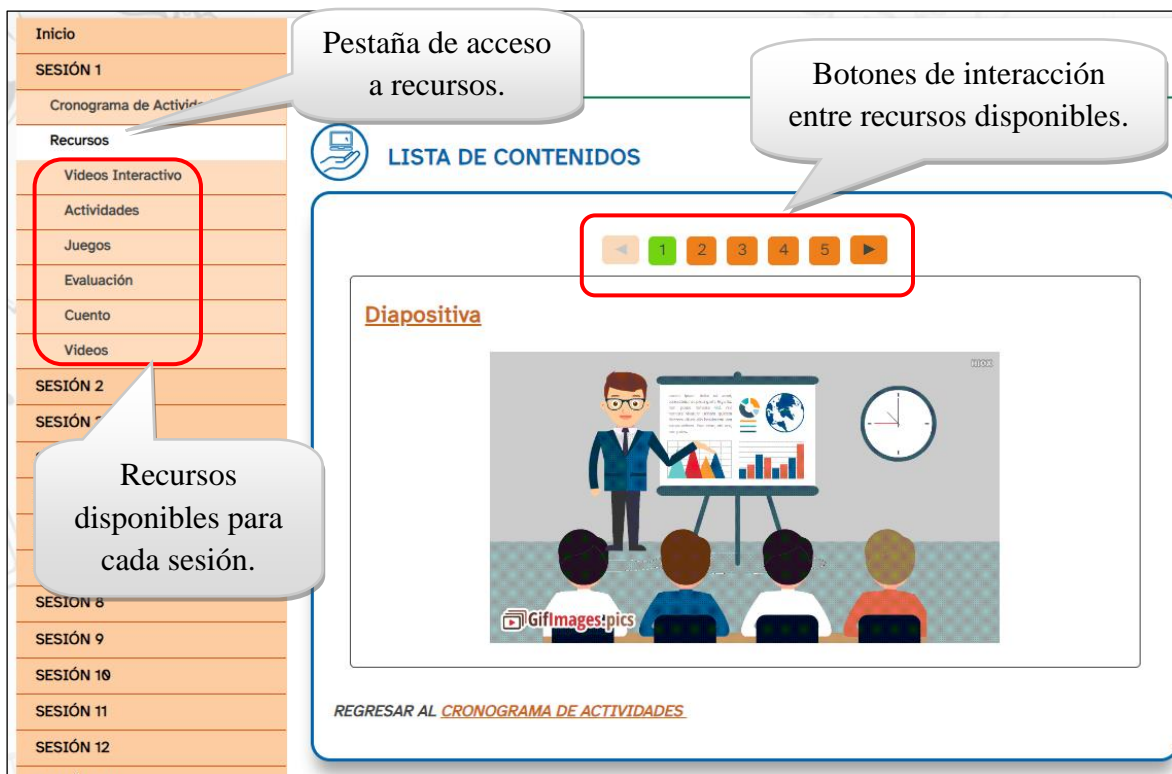 Inicio
SESIÓN 1
Cronograma de Activid
Recursos
Videos Interactivo
Actividades
Juegos
Evaluación
Cuento
Videos
SESIÓN 2
SESIÓN
SESIÓN 8
SESIÓN 9
SESIÓN 10
SESIÓN 11
SESIÓN 12
Pestaña de acceso
a recursos.
Botones de interacción
entre recursos disponibles.
Recursos
disponibles para
cada sesión.
LISTA DE CONTENIDOS
◄ 1 2 3 4 5 ►
Diapositiva
GifImages!pics
REGRESAR AL CRONOGRAMA DE ACTIVIDADES